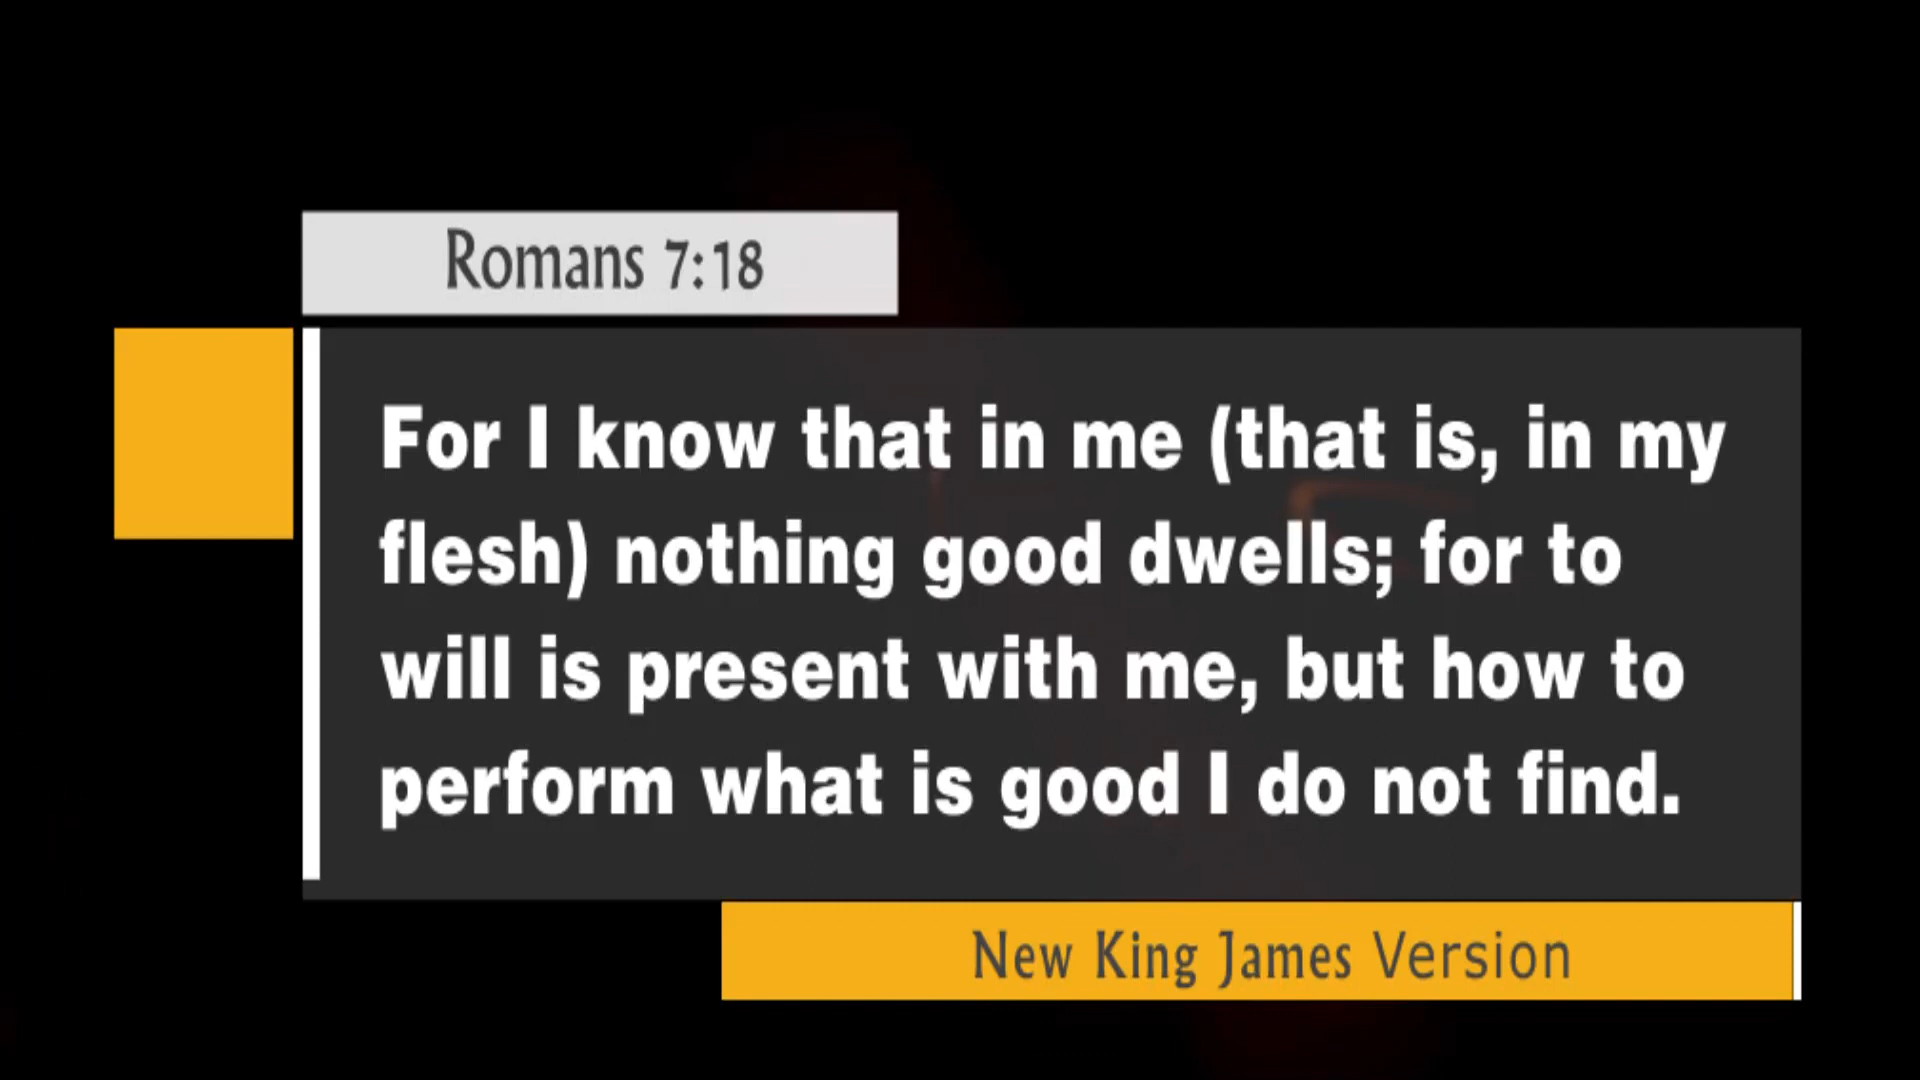 Romans 7:18
For I know that in me (that is, in my
flesh) nothing good dwells; for to
will is present with me, but how to
perform what is good I do not find.
New King James Version